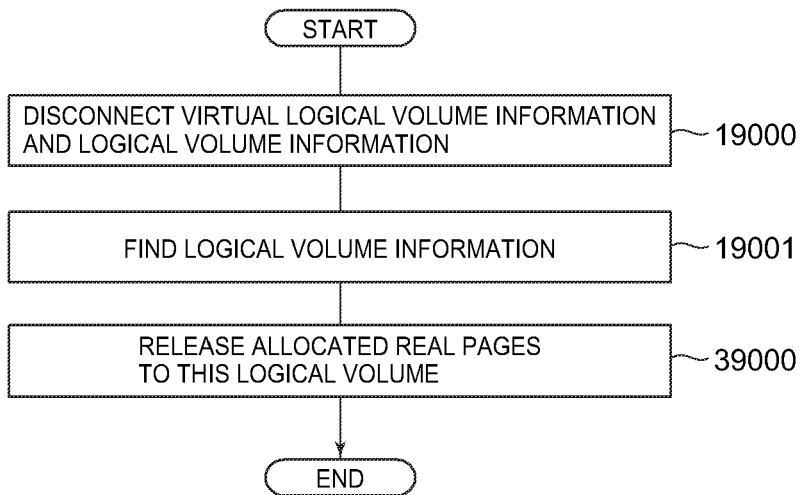 START
DISCONNECT VIRTUAL LOGICAL VOLUME INFORMATION
AND LOGICAL VOLUME INFORMATION
19000
FIND LOGICAL VOLUME INFORMATION
19001
RELEASE ALLOCATED REAL PAGES
TO THIS LOGICAL VOLUME
39000
END